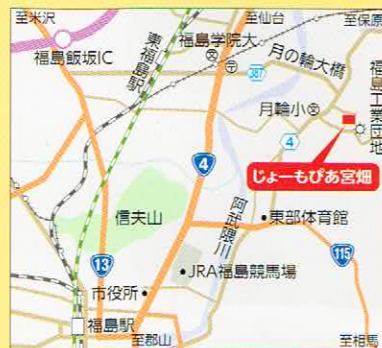 至米沢
至仙台
至保原
福島飯坂IC
東福島駅
福島学院大
文
〒
387
月の輪大橋
月輪小
文
4
福島工業団地
じょーもぴあ宮畑
4
信夫山
阿武隈川
東部体育館
13
JRA福島競馬場
115
市役所
福島駅
至郡山
至相馬